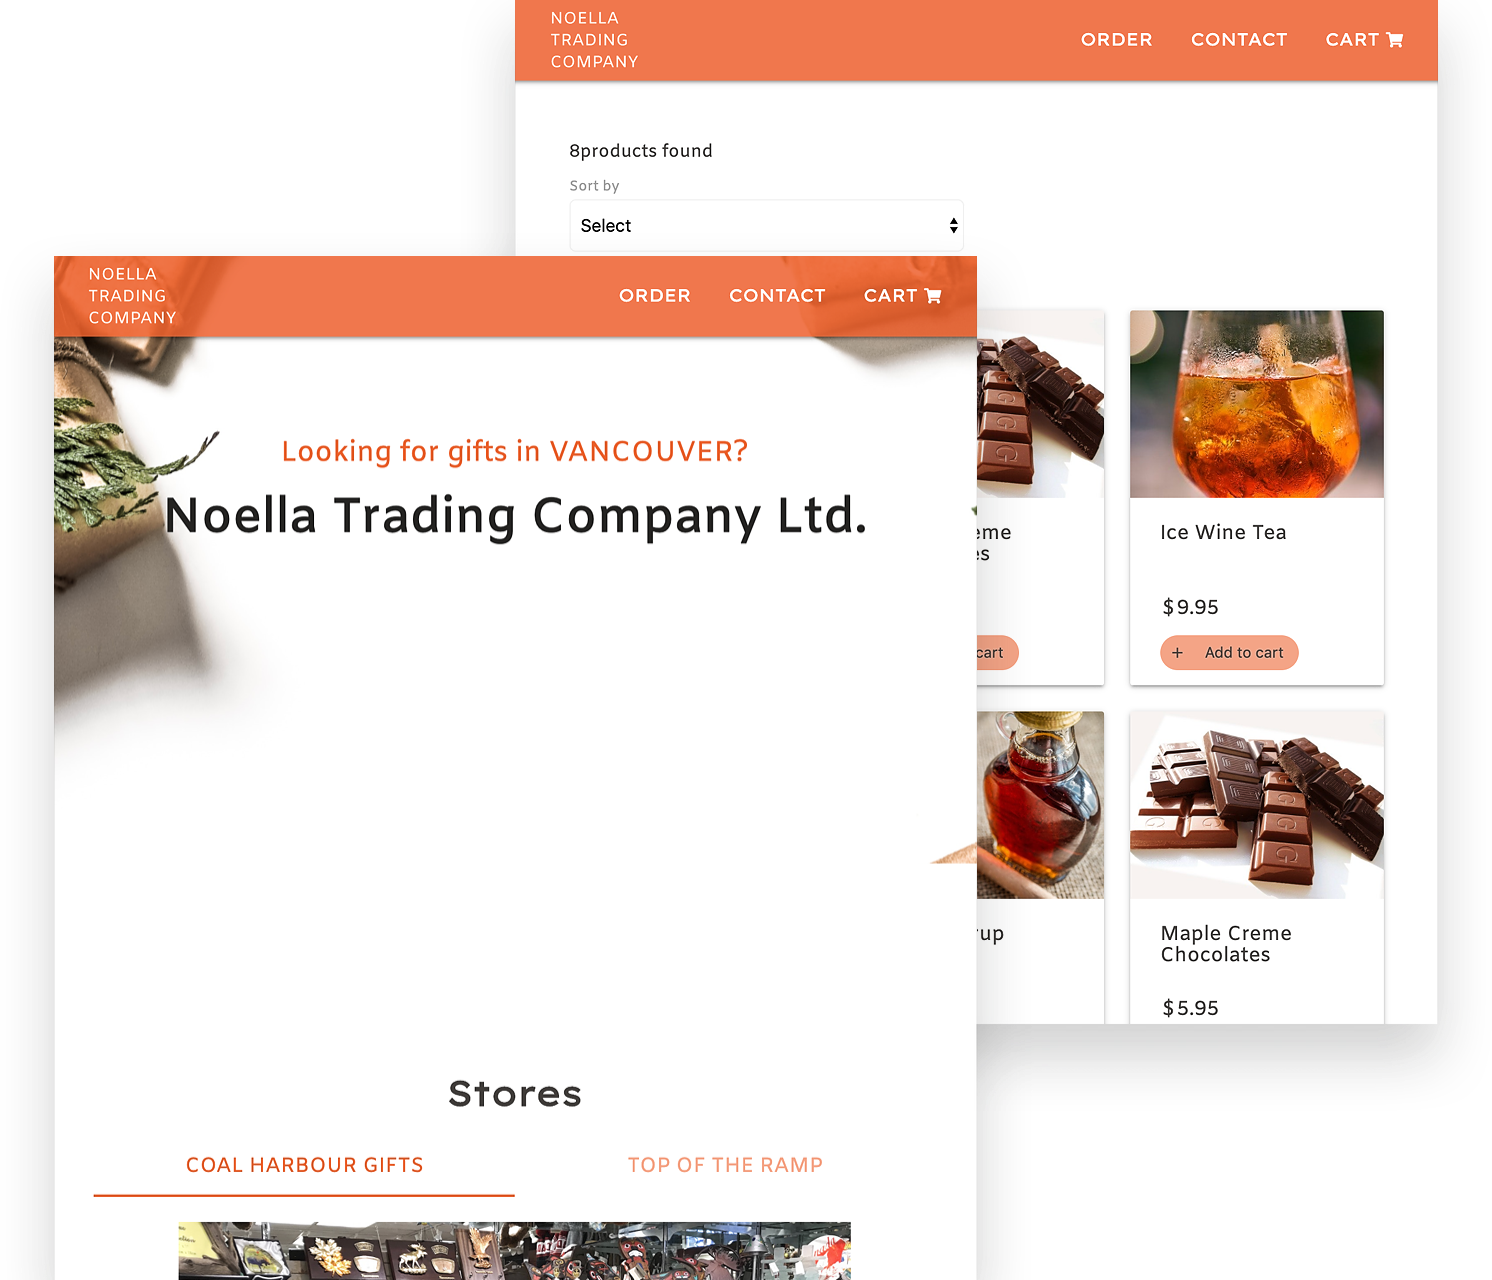 NOELLA
TRADING
COMPANY
ORDER
CONTACT
CART
8products found
Sort by
Select
NOELLA
TRADING
COMPANY
ORDER
CONTACT
CART
Looking for gifts in VANCOUVER?
Noella Trading Company Ltd.
Stores
COAL HARBOUR GIFTS
TOP OF THE RAMP
eme
es
cart
Ice Wine Tea
$9.95
+ Add to cart
rup
Maple Creme
Chocolates
$5.95